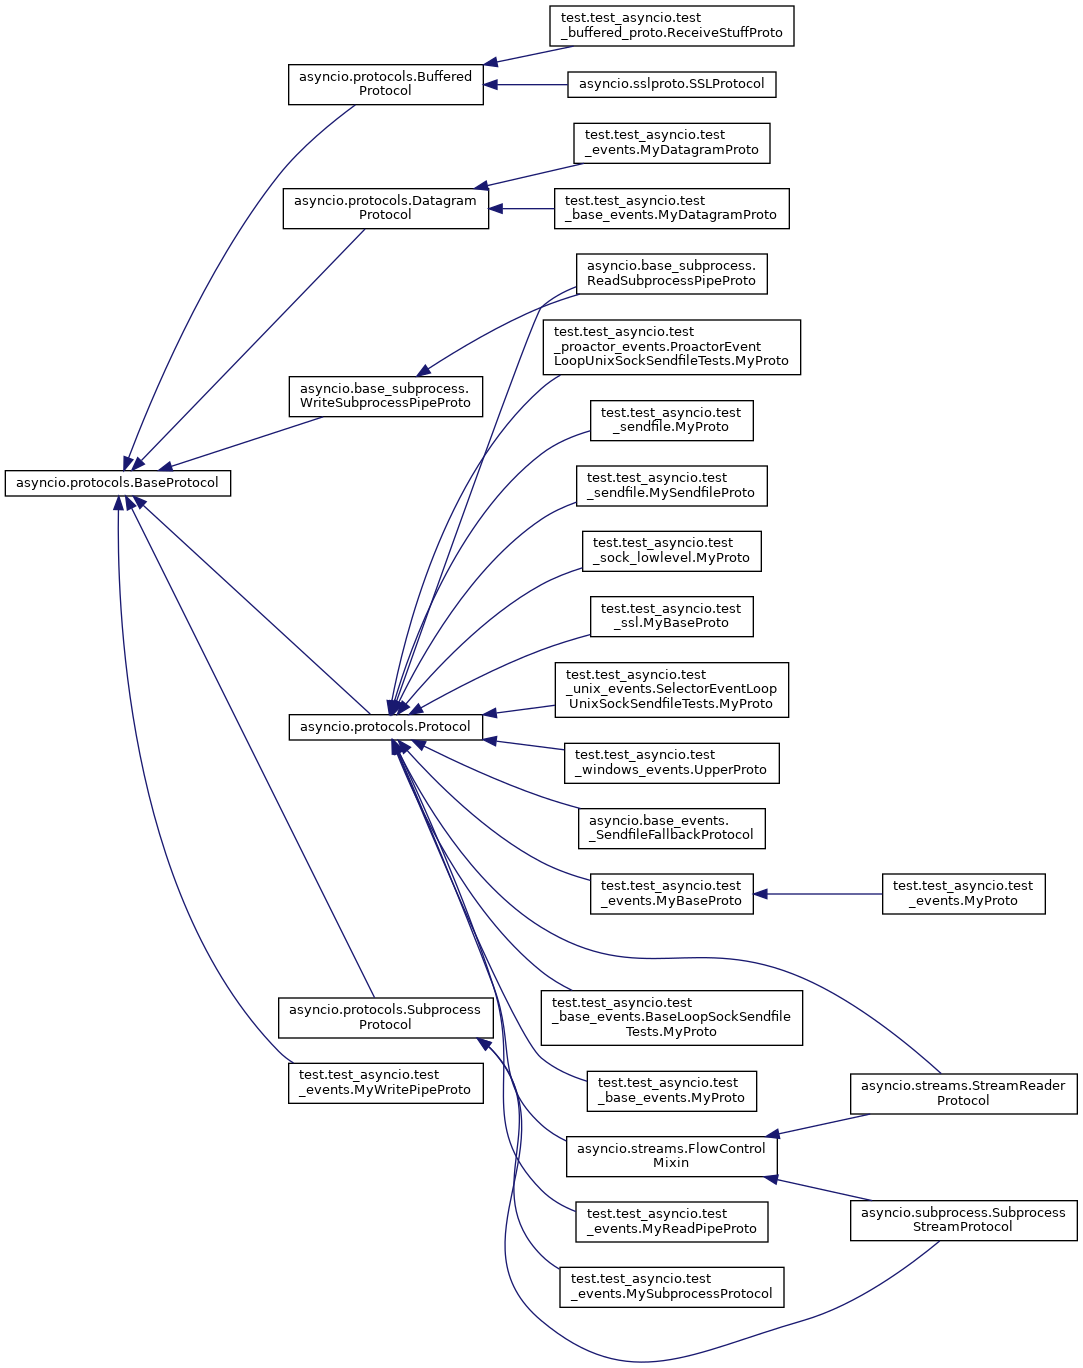 test.test_asyncio.test
_buffered_proto.ReceiveStuffProto
asyncio.protocols.Buffered
Protocol
asyncio.sslproto.SSLProtocol
test.test_asyncio.test
_events.MyDatagramProto
asyncio.protocols.Datagram
Protocol
test.test_asyncio.test
_base_events.MyDatagramProto
asyncio.base_subprocess.
ReadSubprocessPipeProto
test.test_asyncio.test
_proactor_events.ProactorEvent
LoopUnixSockSendfileTests.MyProto
asyncio.base_subprocess.
WriteSubprocessPipeProto
test.test_asyncio.test
_sendfile.MyProto
asyncio.protocols.BaseProtocol
test.test_asyncio.test
_sendfile.MySendfileProto
test.test_asyncio.test
_sock_lowlevel.MyProto
test.test_asyncio.test
_ssl.MyBaseProto
test.test_asyncio.test
_unix_events.SelectorEventLoop
UnixSockSendfileTests.MyProto
asyncio.protocols.Protocol
test.test_asyncio.test
_windows_events.UpperProto
asyncio.base_events.
_SendfileFallbackProtocol
test.test_asyncio.test
_events.MyBaseProto
test.test_asyncio.test
_events.MyProto
test.test_asyncio.test
_base_events.BaseLoopSockSendfile
Tests.MyProto
asyncio.protocols.Subprocess
Protocol
test.test_asyncio.test
_events.MyWritePipeProto
test.test_asyncio.test
_base_events.MyProto
asyncio.streams.StreamReader
Protocol
asyncio.streams.FlowControl
Mixin
test.test_asyncio.test
_events.MyReadPipeProto
asyncio.subprocess.Subprocess
StreamProtocol
test.test_asyncio.test
_events.MySubprocessProtocol